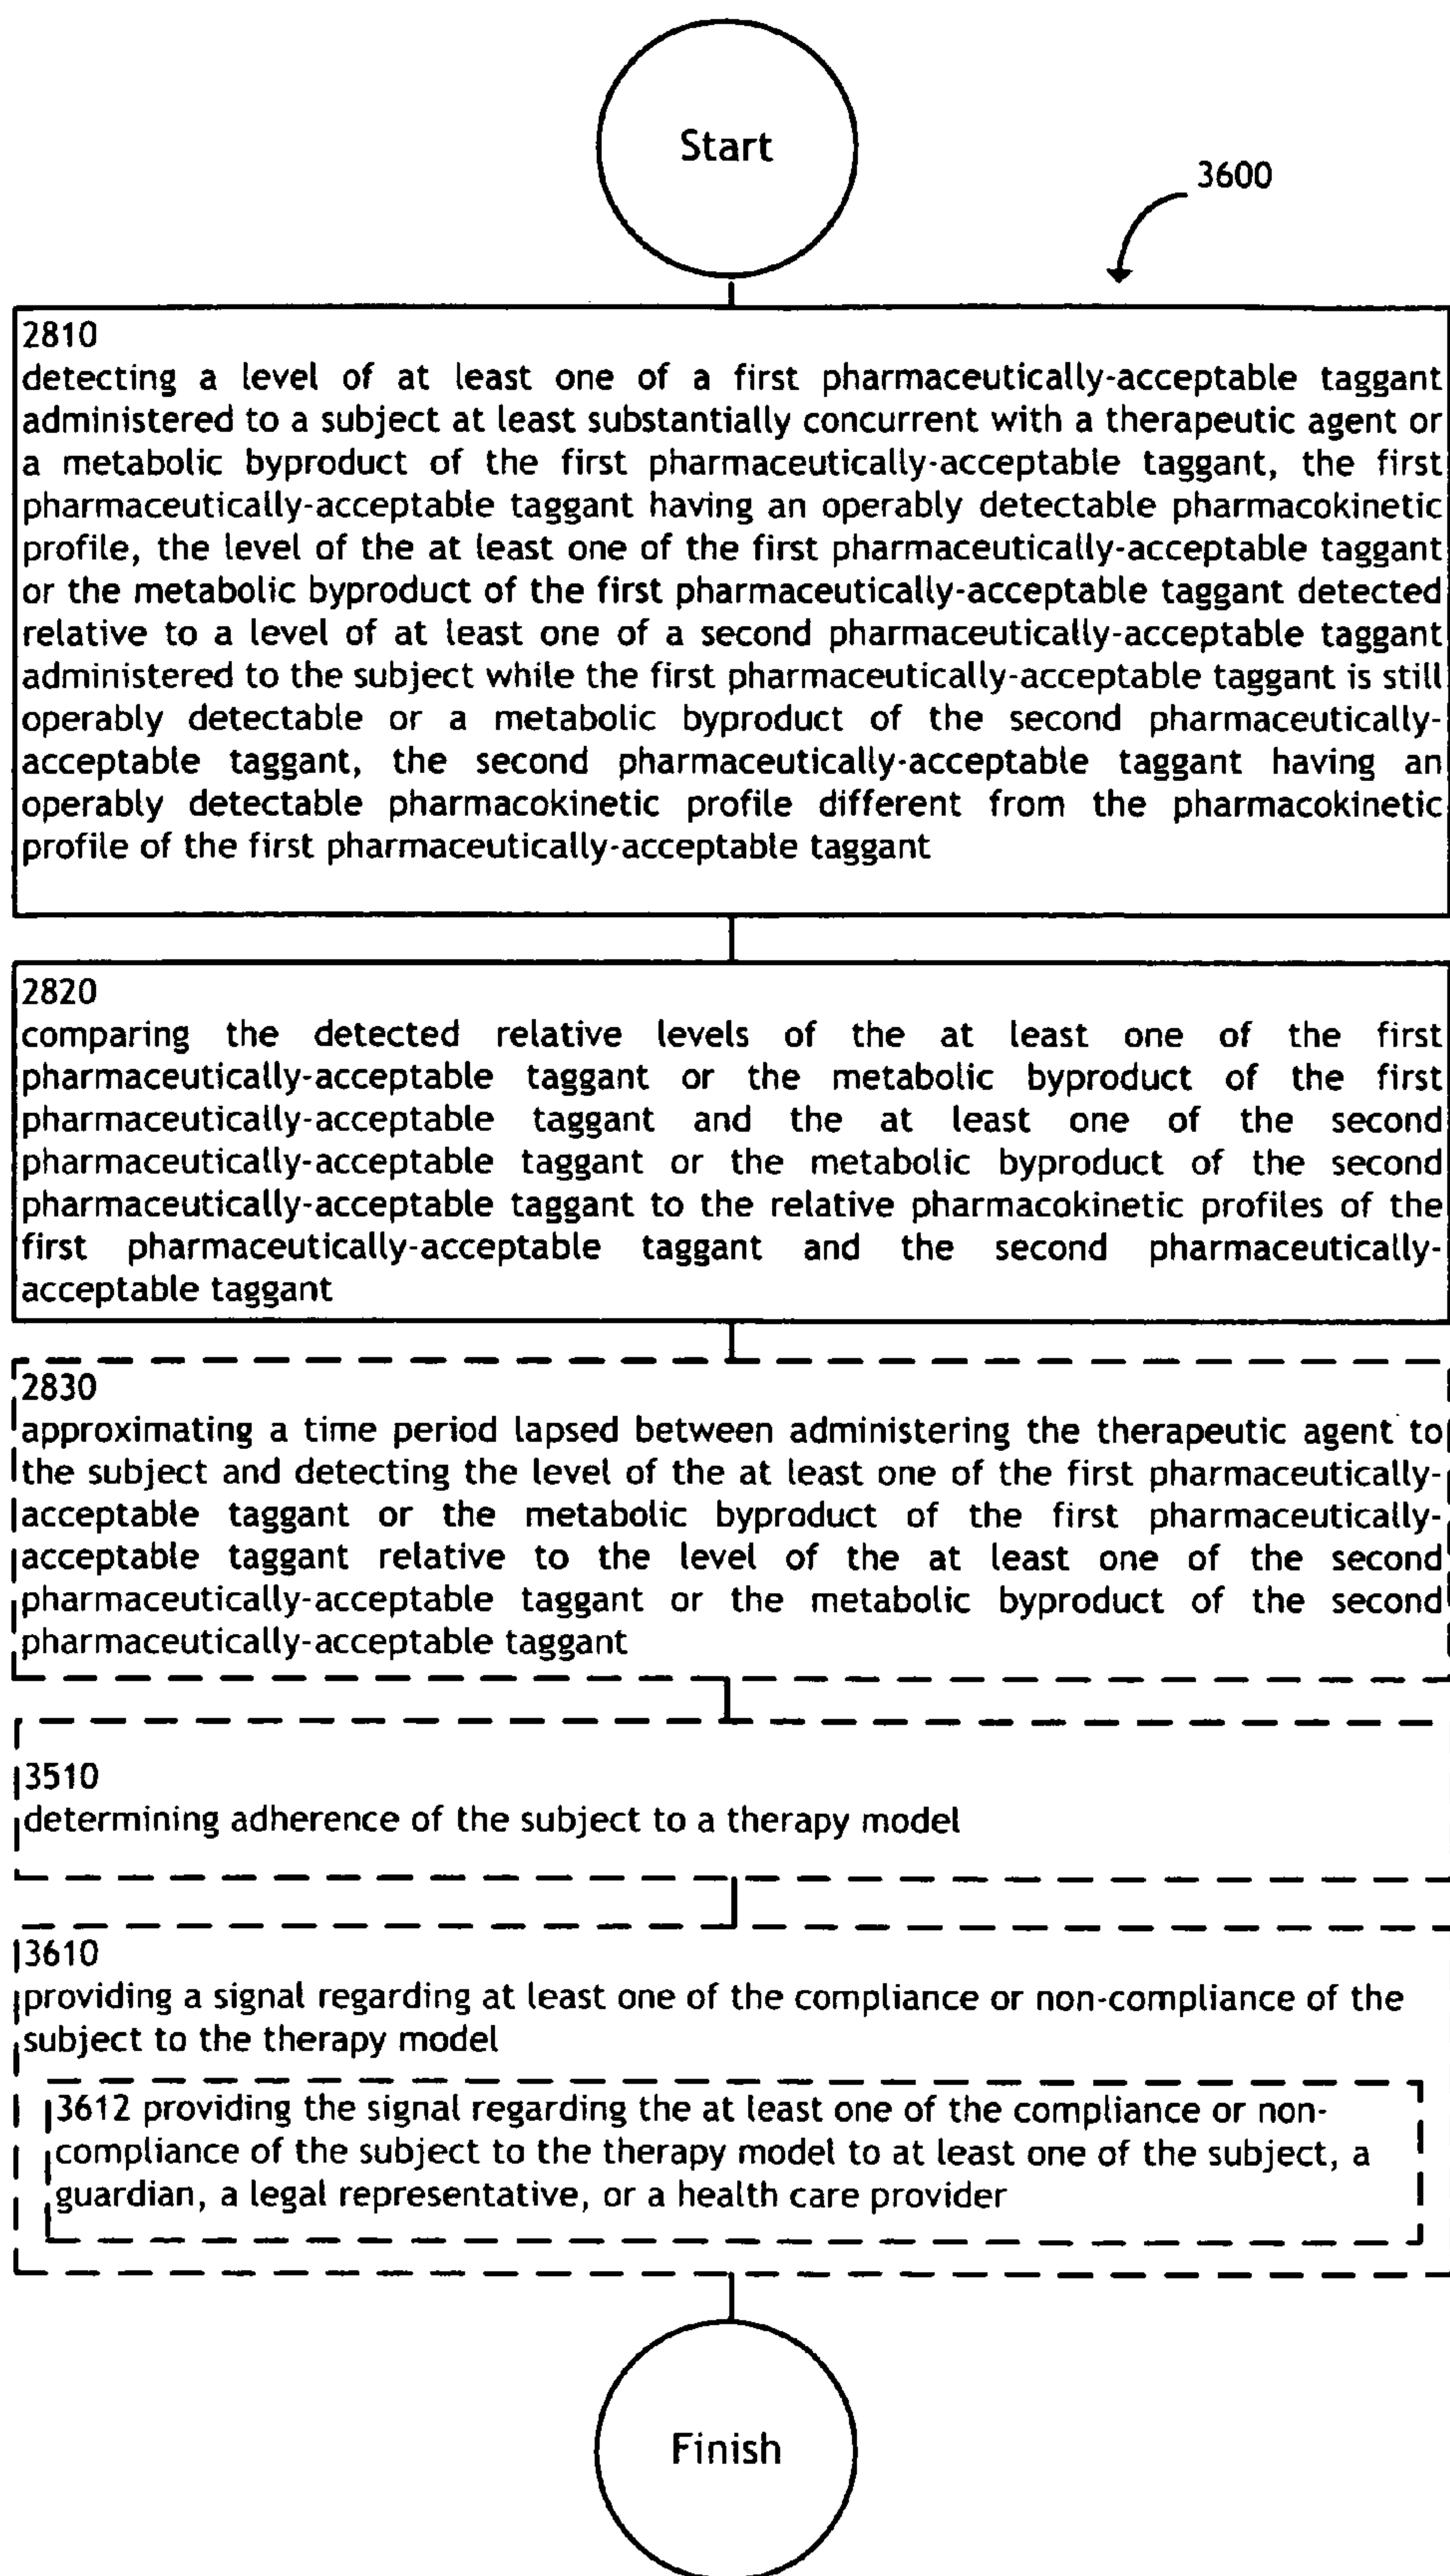 Start
3600
2810
detecting a level of at least one of a first pharmaceutically-acceptable taggant
administered to a subject at least substantially concurrent with a therapeutic agent or
a metabolic byproduct of the first pharmaceutically-acceptable taggant, the first
pharmaceutically-acceptable taggant having an operably detectable pharmacokinetic
profile, the level of the at least one of the first pharmaceutically-acceptable taggant
or the metabolic byproduct of the first pharmaceutically-acceptable taggant detected
relative to a level of at least one of a second pharmaceutically-acceptable taggant
administered to the subject while the first pharmaceutically-acceptable taggant is still
operably detectable or a metabolic byproduct of the second pharmaceutically-
acceptable taggant, the second pharmaceutically-acceptable taggant having an
operably detectable pharmacokinetic profile different from the pharmacokinetic
profile of the first pharmaceutically-acceptable taggant
2820
comparing the detected relative levels of the at least one of the first
pharmaceutically-acceptable taggant or the metabolic byproduct of the first
pharmaceutically-acceptable taggant and the at least one of the second
pharmaceutically-acceptable taggant or the metabolic byproduct of the second
pharmaceutically-acceptable taggant to the relative pharmacokinetic profiles of the
first pharmaceutically-acceptable taggant and the second pharmaceutically-
acceptable taggant
2830
approximating a time period lapsed between administering the therapeutic agent to
the subject and detecting the level of the at least one of the first pharmaceutically-
acceptable taggant or the metabolic byproduct of the first pharmaceutically-
acceptable taggant relative to the level of the at least one of the second
pharmaceutically-acceptable taggant or the metabolic byproduct of the second
pharmaceutically-acceptable taggant
3510
determining adherence of the subject to a therapy model
3610
providing a signal regarding at least one of the compliance or non-compliance of the
subject to the therapy model
3612 providing the signal regarding the at least one of the compliance or non-
compliance of the subject to the therapy model to at least one of the subject, a
guardian, a legal representative, or a health care provider
Finish